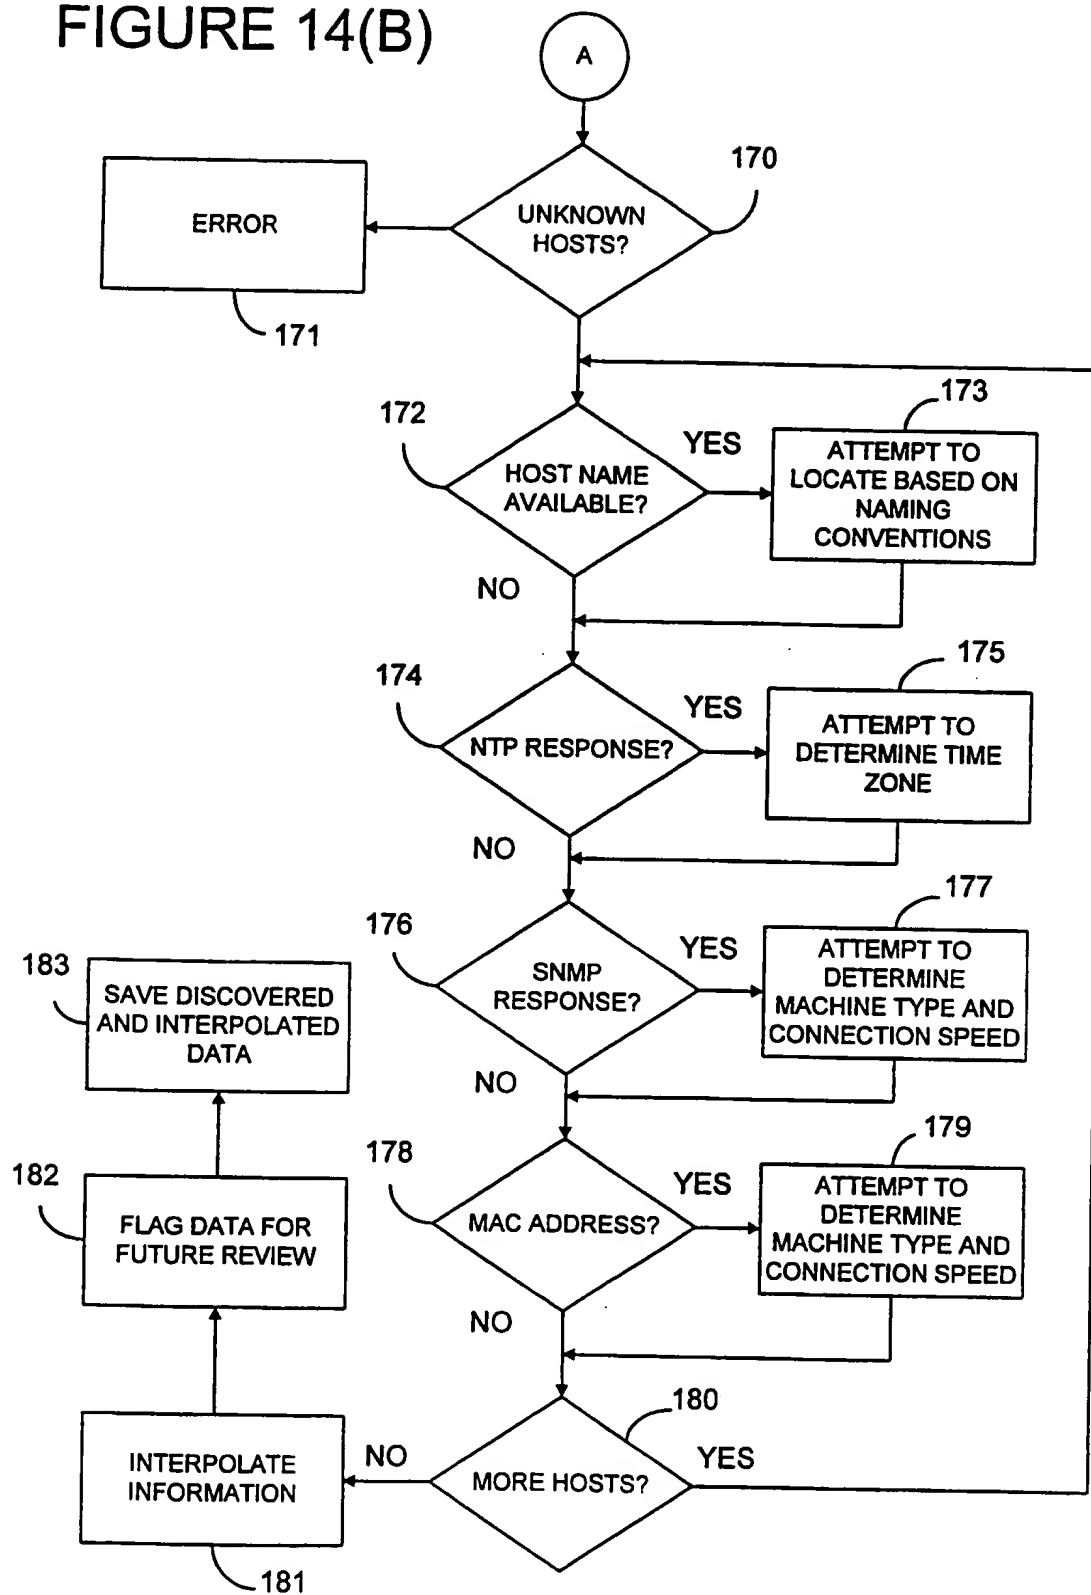 FIGURE 14(B)
A
170
UNKNOWN
HOSTS?
ERROR
171
172
HOST NAME
AVAILABLE?
YES
173
ATTEMPT TO
LOCATE BASED ON
NAMING
CONVENTIONS
NO
174
NTP RESPONSE?
YES
175
ATTEMPT TO
DETERMINE TIME
ZONE
NO
176
SNMP
RESPONSE?
YES
177
ATTEMPT TO
DETERMINE
MACHINE TYPE AND
CONNECTION SPEED
NO
178
MAC ADDRESS?
YES
179
ATTEMPT TO
DETERMINE
MACHINE TYPE AND
CONNECTION SPEED
NO
180
MORE HOSTS?
YES
NO
INTERPOLATE
INFORMATION
181
182
FLAG DATA FOR
FUTURE REVIEW
183
SAVE DISCOVERED
AND INTERPOLATED
DATA